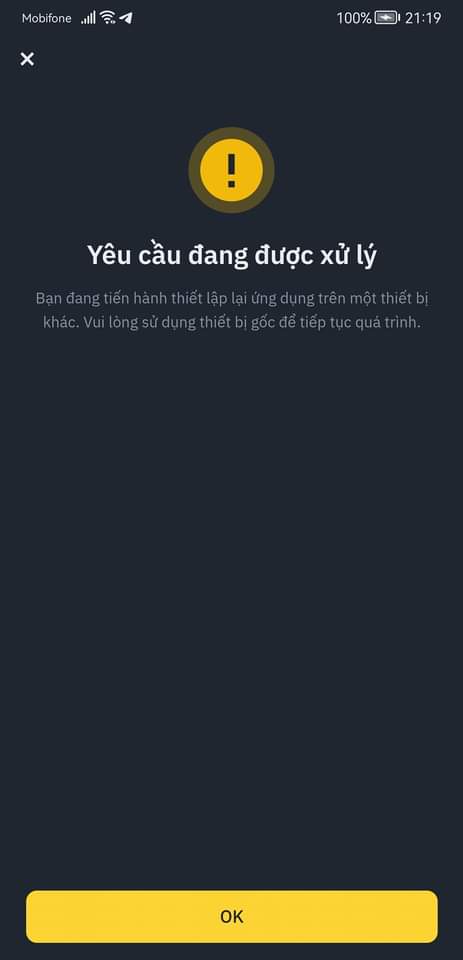 Mobifone 100% 21:19
Yêu cầu đang được xử lý
Bạn đang tiến hành thiết lập lại ứng dụng trên một thiết bị
khác. Vui lòng sử dụng thiết bị gốc để tiếp tục quá trình.
OK